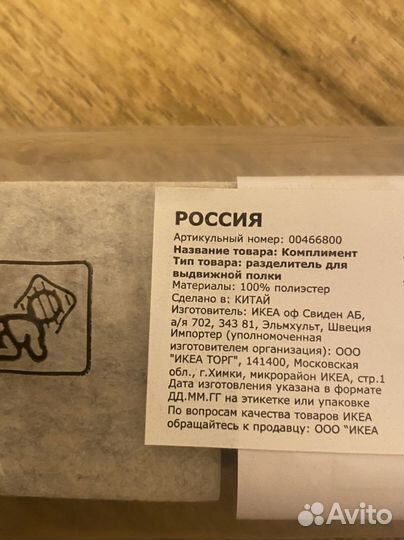 РОССИЯ
Артикульный номер: 00466800
Название товара: Комплимент
Тип товара: разделитель для
выдвижной полки
Материалы: 100% полиэстер
Сделано в: КИТАЙ
Изготовитель: ИКЕА оф Свиден АБ,
а/я 702, 343 81, Эльмхульт, Швеция
Импортер (уполномоченная
изготовителем организация): ООО
"ИКЕА ТОРГ", 141400, Московская
обл., г.Химки, микрорайон ИКЕА, стр.1
Дата изготовления указана в формате
ДД.ММ.ГГ на этикетке или упаковке
По вопросам качества товаров ИКЕА
обращайтесь к продавцу: ООО "ИКЕА
Avito